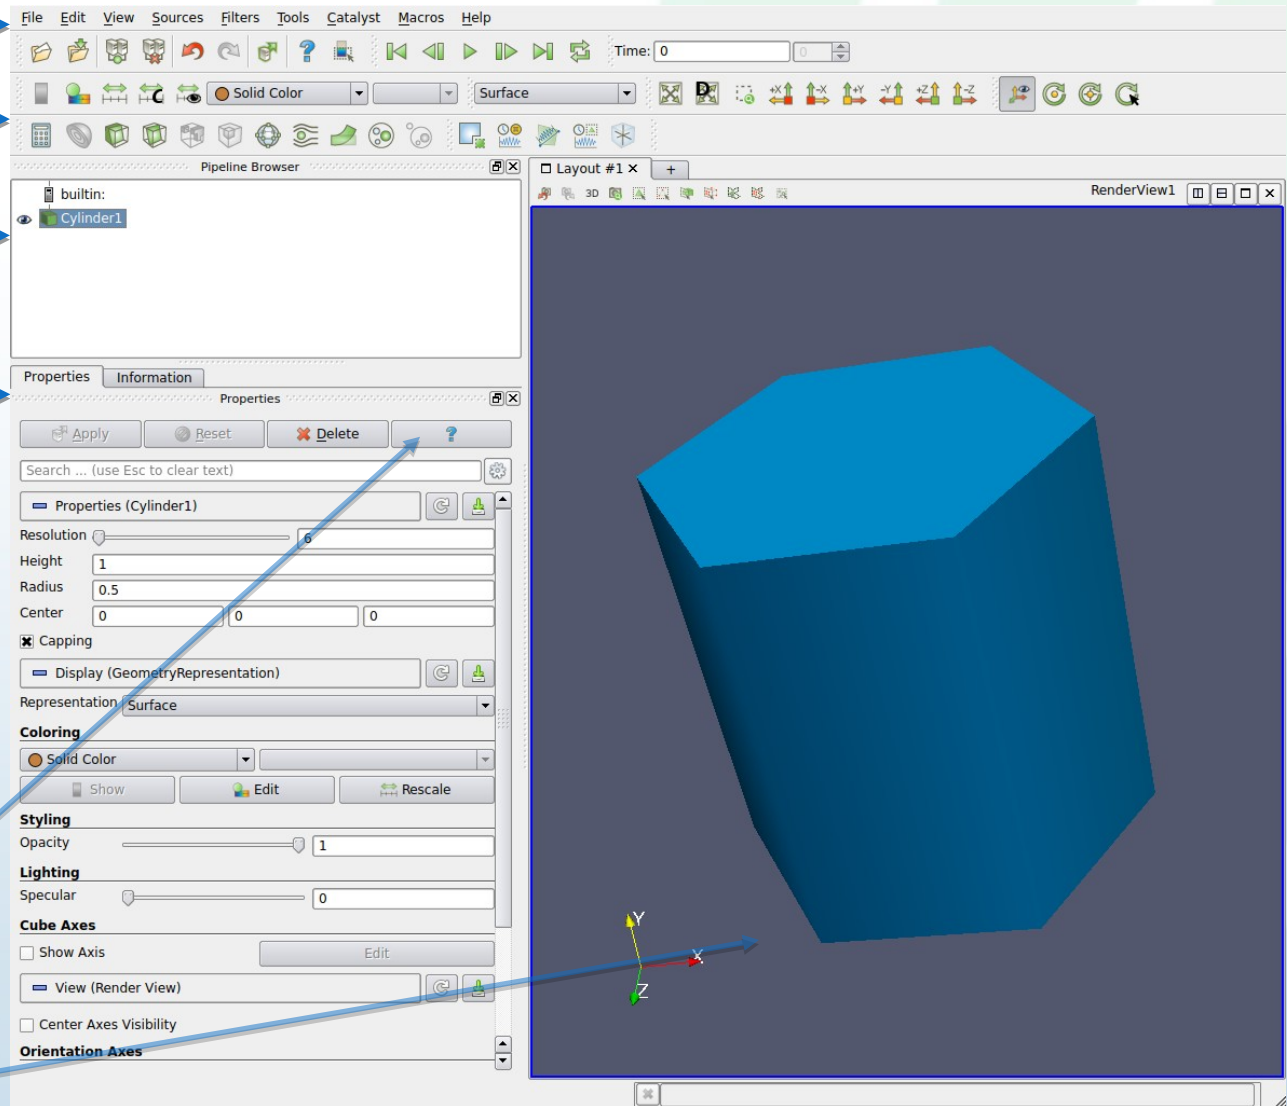 File Edit View Sources Filters Tools Catalyst Macros Help
Time: 0 0
Solid Color Surface +X -X +Y -Y +Z -Z
Pipeline Browser
Layout #1 +
3D RenderView1
builtin:
Cylinder1
Properties Information
Properties
Apply Reset Delete ?
Search ... (use Esc to clear text)
Properties (Cylinder1)
Resolution 6
Height 1
Radius 0.5
Center 0 0 0
Capping
Display (GeometryRepresentation)
Representation Surface
Coloring
Solid Color
Show Edit Rescale
Styling
Opacity 1
Lighting
Specular 0
Cube Axes
Show Axis Edit
View (Render View)
Center Axes Visibility
Orientation Axes
Y
X
Z